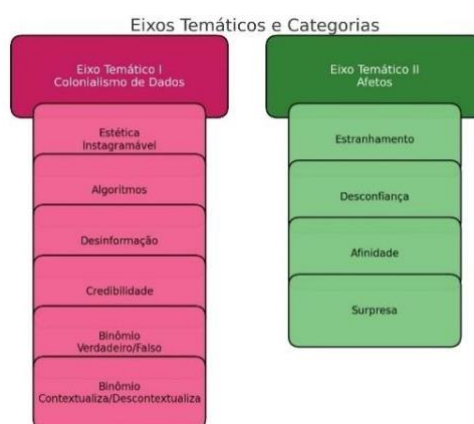 Eixos Temáticos e Categorias
Eixo Temático I
Colonialismo de Dados
Estética
Instagramável
Algoritmos
Desinformação
Credibilidade
Binômio
Verdadeiro/Falso
Binômio
Contextualiza/Descontextualiza
Eixo Temático II
Afetos
Estranhamento
Desconfiança
Afinidade
Surpresa